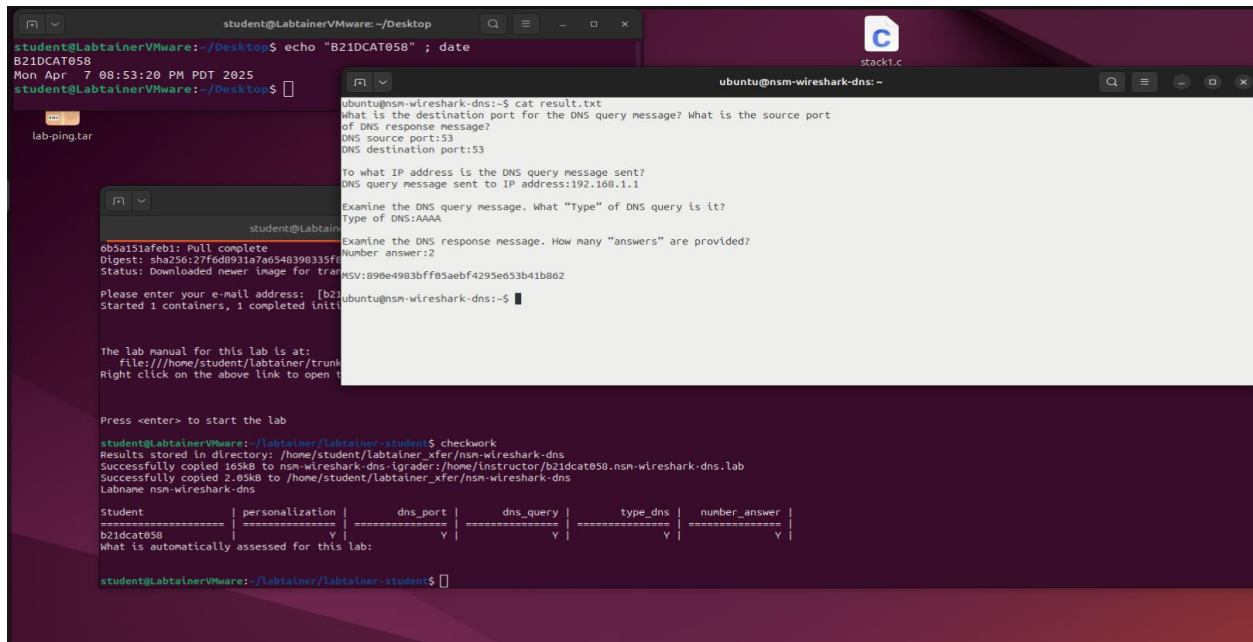 student@LabtainerVMware: ~/Desktop
student@LabtainerVMware:~/Desktop$ echo "B21DCAT058" ; date
B21DCAT058
Mon Apr  7 08:53:20 PM PDT 2025
student@LabtainerVMware:~/Desktop$
stack1.c
lab-ping.tar
ubuntu@nsm-wireshark-dns: ~
ubuntu@nsm-wireshark-dns:~$ cat result.txt
What is the destination port for the DNS query message? What is the source port
of DNS response message?
DNS source port:53
DNS destination port:53
To what IP address is the DNS query message sent?
DNS query message sent to IP address:192.168.1.1
Examine the DNS query message. What “Type” of DNS query is it?
Type of DNS:AAAA
Examine the DNS response message. How many “answers” are provided?
Number answer:2
MSV:890e4983bff05aebf4295e653b41b862
ubuntu@nsm-wireshark-dns:~$
student@Labtain
6b5a151afeb1: Pull complete
Digest: sha256:27f6d8931a7a6548398335f8
Status: Downloaded newer image for tran
Please enter your e-mail address:  [b21
Started 1 containers, 1 completed initi
The lab manual for this lab is at:
file:///home/student/labtainer/trunk
Right click on the above link to open t
Press <enter> to start the lab
student@LabtainerVMware:~/labtainer/labtainer-student$ checkwork
Results stored in directory: /home/student/labtainer_xfer/nsm-wireshark-dns
Successfully copied 165kB to nsm-wireshark-dns-igrader:/home/instructor/b21dcat058.nsm-wireshark-dns.lab
Successfully copied 2.05kB to /home/student/labtainer_xfer/nsm-wireshark-dns
Labname nsm-wireshark-dns
Student | personalization | dns_port | dns_query | type_dns | number_answer |
==================== | =============== | =============== | =============== | =============== | =============== |
b21dcat058 | Y | Y | Y | Y | Y |
What is automatically assessed for this lab:
student@LabtainerVMware:~/labtainer/labtainer-student$